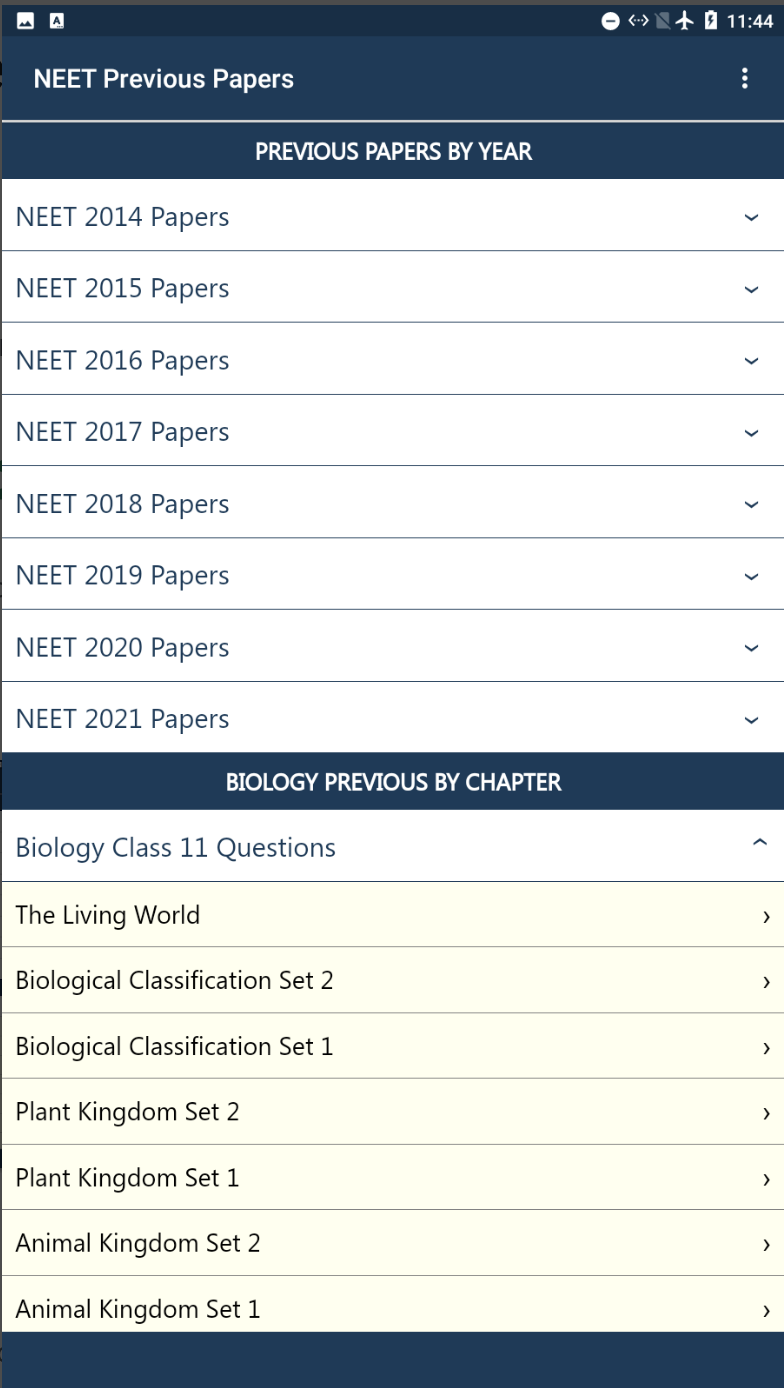 11:44
NEET Previous Papers
PREVIOUS PAPERS BY YEAR
NEET 2014 Papers
NEET 2015 Papers
NEET 2016 Papers
NEET 2017 Papers
NEET 2018 Papers
NEET 2019 Papers
NEET 2020 Papers
NEET 2021 Papers
BIOLOGY PREVIOUS BY CHAPTER
Biology Class 11 Questions
The Living World
Biological Classification Set 2
Biological Classification Set 1
Plant Kingdom Set 2
Plant Kingdom Set 1
Animal Kingdom Set 2
Animal Kingdom Set 1